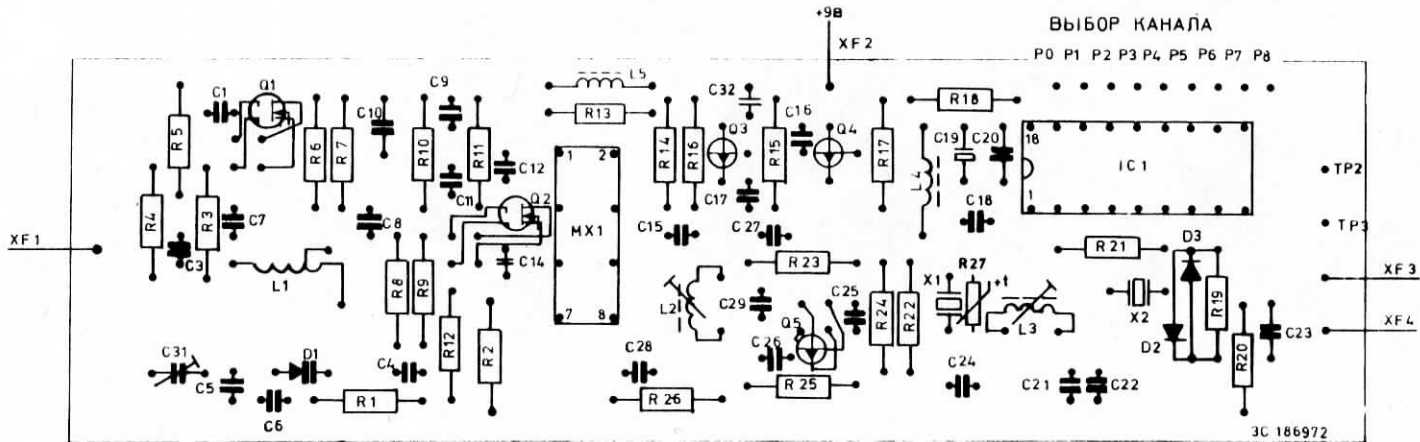 +9В
XF2
ВЫБОР КАНАЛА
P0 P1 P2 P3 P4 P5 P6 P7 P8
C1
Q1
R5
R6
R7
C10
C9
R10
R11
C12
C11
Q2
L5
R13
1 2
MX1
7 8
R14
R16
C32
Q3
R15
C16
Q4
R17
C17
R18
C19
C20
L4
C18
18
IC1
1
TP2
TP3
XF1
R4
C3
R3
C7
L1
C8
R8
R9
C14
C15
C27
R23
L2
C29
Q5
C25
R24
R22
X1
R27
+t
L3
R21
D3
X2
D2
R19
R20
C23
XF3
XF4
C31
C5
C6
D1
R1
C4
R12
R2
C28
R26
C26
R25
C24
C21
C22
3C 186972